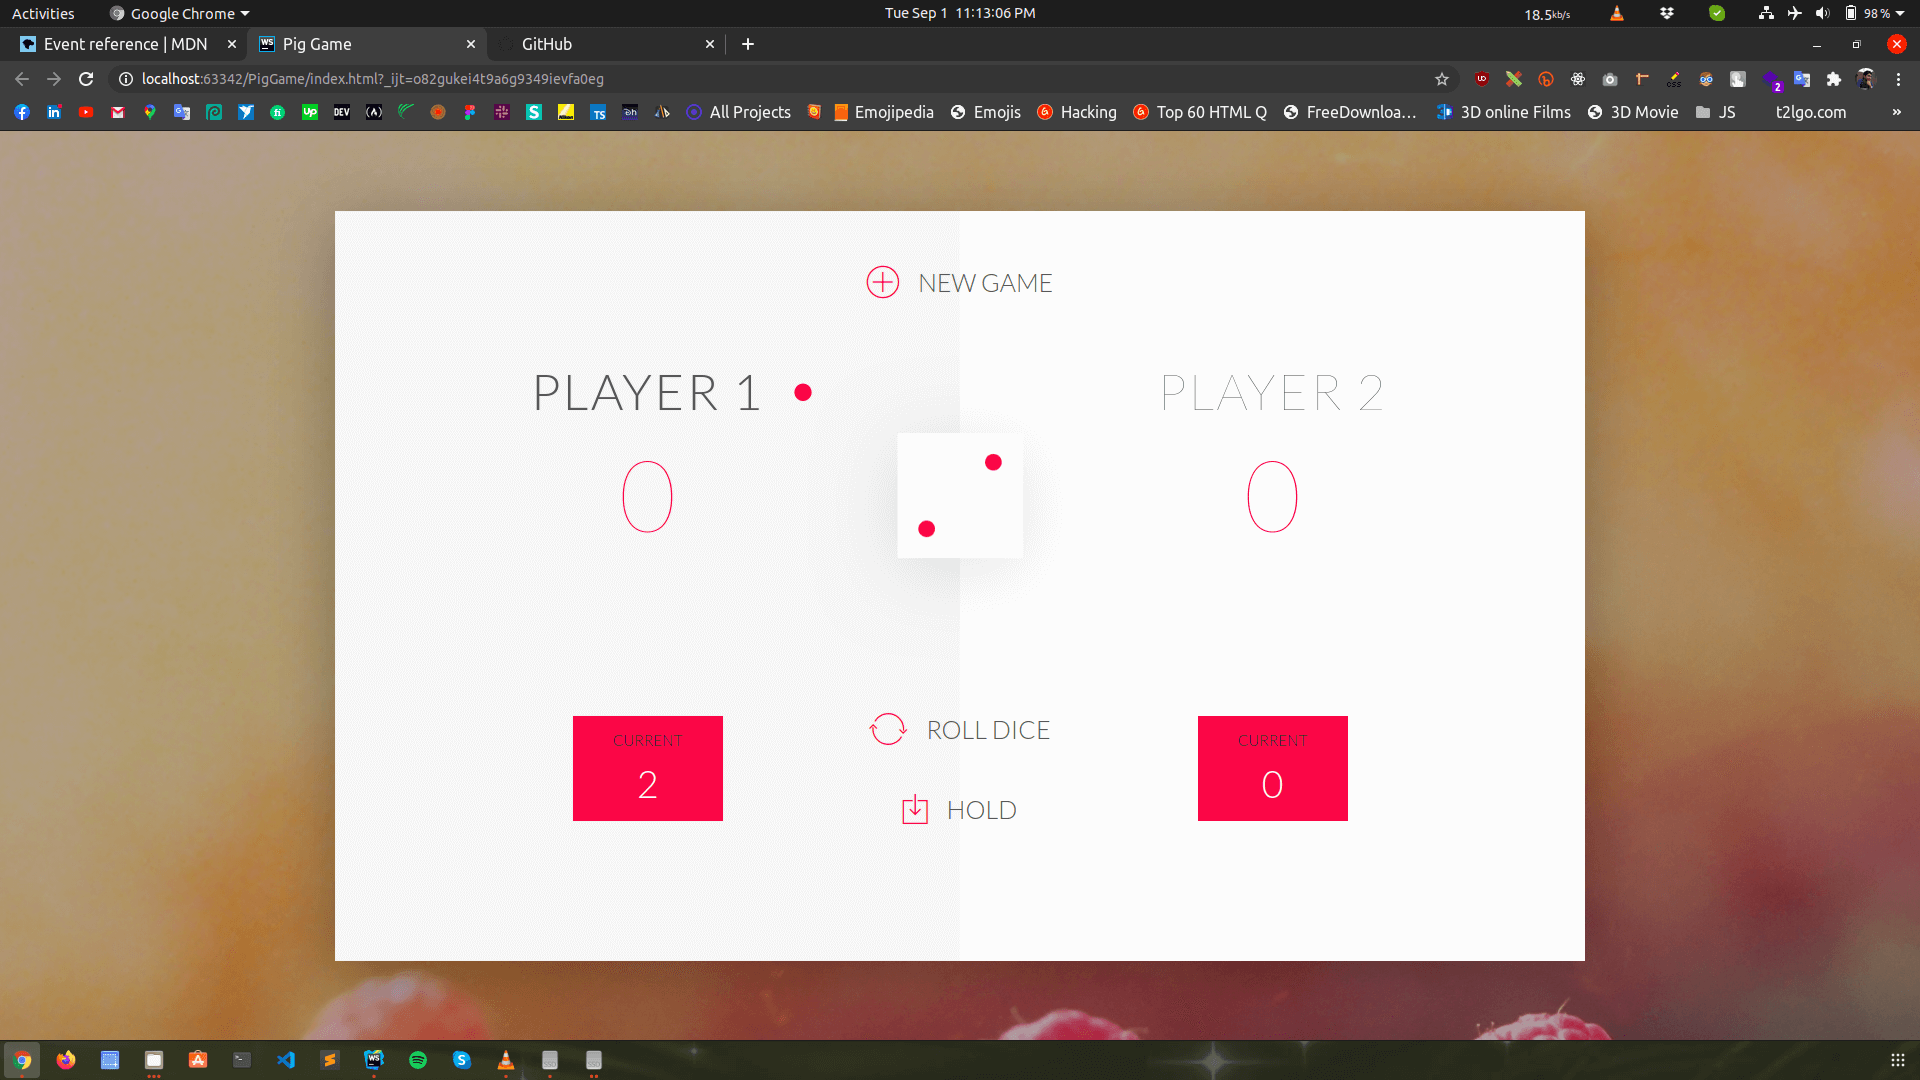 Activities
Google Chrome
Tue Sep 1 11:13:06 PM
18.5kb/s
98 %
Event reference | MDN
Pig Game
GitHub
localhost:63342/PigGame/index.html?_ijt=o82gukei4t9a6g9349ievfa0eg
All Projects
Emojipedia
Emojis
Hacking
Top 60 HTML Q
FreeDownloa…
3D online Films
3D Movie
JS
t2lgo.com
»
NEW GAME
PLAYER 1
PLAYER 2
0
0
ROLL DICE
CURRENT
2
CURRENT
0
HOLD